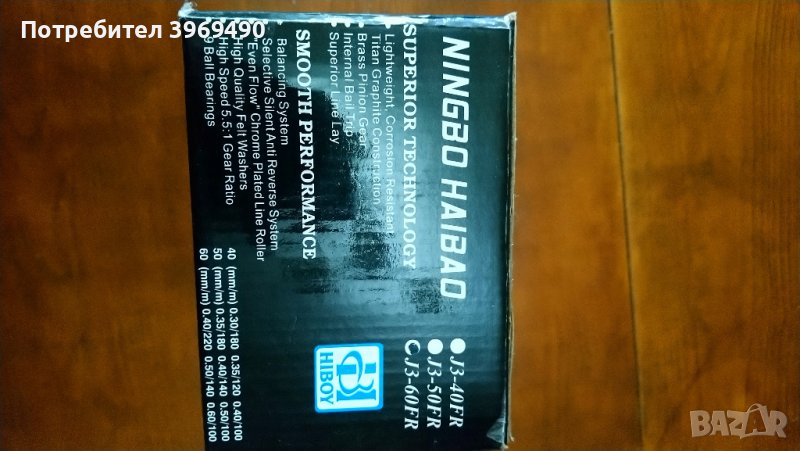 Потребител 3969490
NINGBO HAIBAO
SUPERIOR TECHNOLOGY
Lightweight, Corrosion Resistant
Titan Graphite Construction
Brass Pinion Gear
Internal Bail Trip
Superior Line Lay
SMOOTH PERFORMANCE
Balancing System
Selective Silent Anti Reverse System
"Even Flow" Chrome Plated Line Roller
High Quality Felt Washers
High Speed 5.5:1 Gear Ratio
9 Ball Bearings
J3-40FR
J3-50FR
J3-60FR
HIBOY
40 (mm/m) 0.30/180 0.35/120 0.40/100
50 (mm/m) 0.35/180 0.40/140 0.50/100
60 (mm/m) 0.40/220 0.50/140 0.60/100
BAZAR